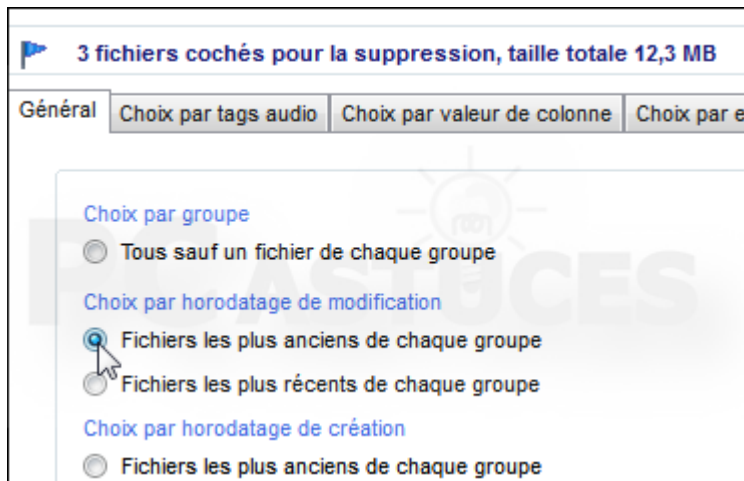 3 fichiers cochés pour la suppression, taille totale 12,3 MB
Général Choix par tags audio Choix par valeur de colonne Choix par e
Choix par groupe
Tous sauf un fichier de chaque groupe
PC ASTUCES
Choix par horodatage de modification
Fichiers les plus anciens de chaque groupe
Fichiers les plus récents de chaque groupe
Choix par horodatage de création
Fichiers les plus anciens de chaque groupe